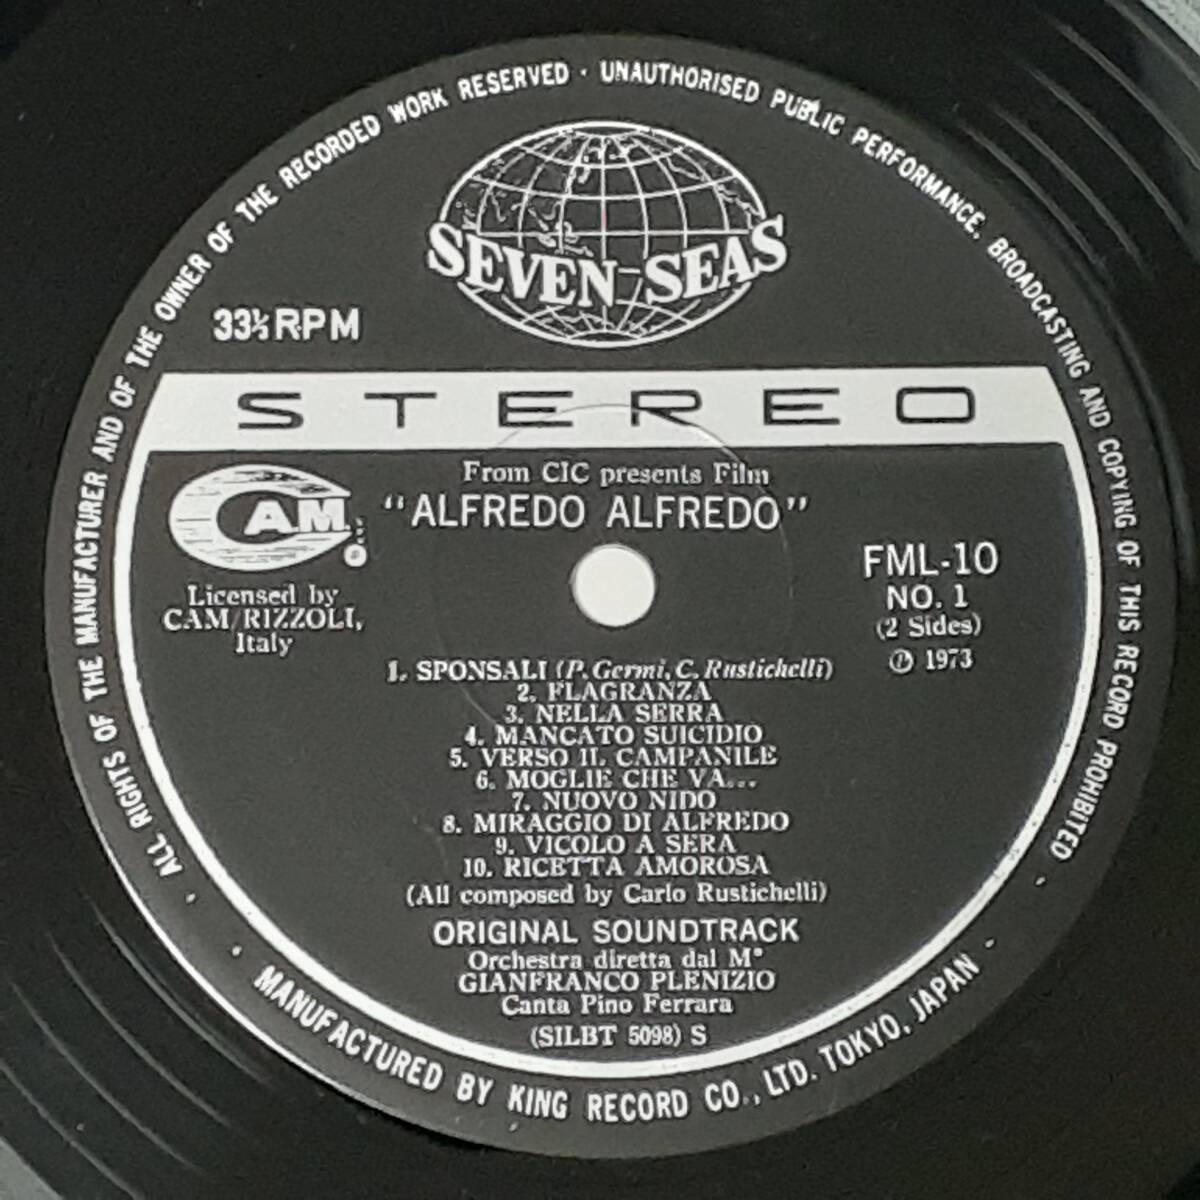 ALL RIGHTS OF THE MANUFACTURER AND OF THE OWNER OF THE RECORDED WORK RESERVED · UNAUTHORISED PUBLIC PERFORMANCE, BROADCASTING AND COPYING OF THIS RECORD PROHIBITED
SEVEN SEAS
33⅓ RPM
STEREO
From CIC presents Film
"ALFREDO ALFREDO"
CAM
Licensed by
CAM/RIZZOLI,
Italy
FML-10
NO. 1
(2 Sides)
℗ 1973
1. SPONSALI (P. Germi, C. Rustichelli)
2. FLAGRANZA
3. NELLA SERRA
4. MANCATO SUICIDIO
5. VERSO IL CAMPANILE
6. MOGLIE CHE VA...
7. NUOVO NIDO
8. MIRAGGIO DI ALFREDO
9. VICOLO A SERA
10. RICETTA AMOROSA
(All composed by Carlo Rustichelli)
ORIGINAL SOUNDTRACK
Orchestra diretta dal M°
GIANFRANCO PLENIZIO
Canta Pino Ferrara
(SILBT 5098) S
MANUFACTURED BY KING RECORD CO., LTD. TOKYO, JAPAN